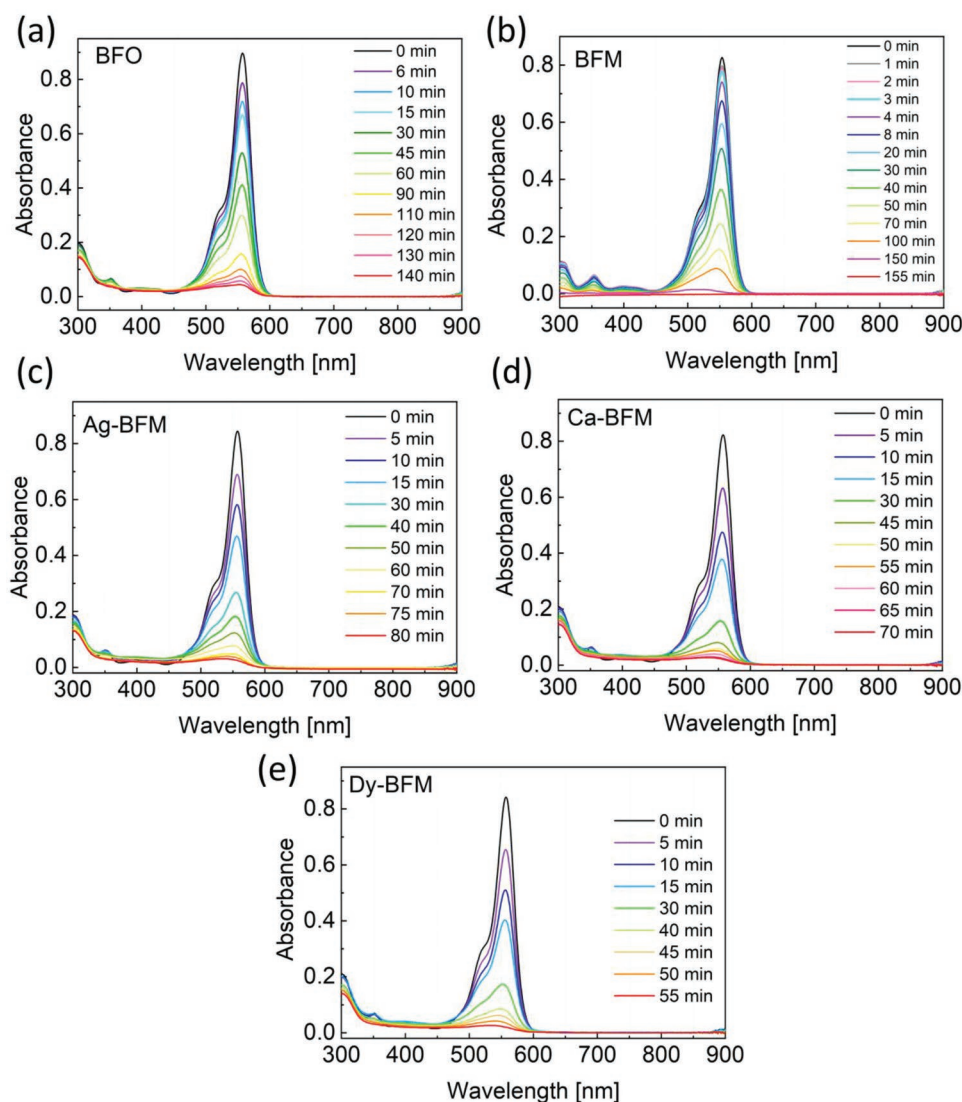 (a)
BFO
0 min
6 min
10 min
15 min
30 min
45 min
60 min
90 min
110 min
120 min
130 min
140 min
Absorbance
0.8
0.6
0.4
0.2
0.0
300 400 500 600 700 800 900
Wavelength [nm]
(b)
BFM
0 min
1 min
2 min
3 min
4 min
8 min
20 min
30 min
40 min
50 min
70 min
100 min
150 min
155 min
Absorbance
0.8
0.6
0.4
0.2
0.0
300 400 500 600 700 800 900
Wavelength [nm]
(c)
Ag-BFM
0 min
5 min
10 min
15 min
30 min
40 min
50 min
60 min
70 min
75 min
80 min
Absorbance
0.8
0.6
0.4
0.2
0.0
300 400 500 600 700 800 900
Wavelength [nm]
(d)
Ca-BFM
0 min
5 min
10 min
15 min
30 min
45 min
50 min
55 min
60 min
65 min
70 min
Absorbance
0.8
0.6
0.4
0.2
0.0
300 400 500 600 700 800 900
Wavelength [nm]
(e)
Dy-BFM
0 min
5 min
10 min
15 min
30 min
40 min
45 min
50 min
55 min
Absorbance
0.8
0.6
0.4
0.2
0.0
300 400 500 600 700 800 900
Wavelength [nm]